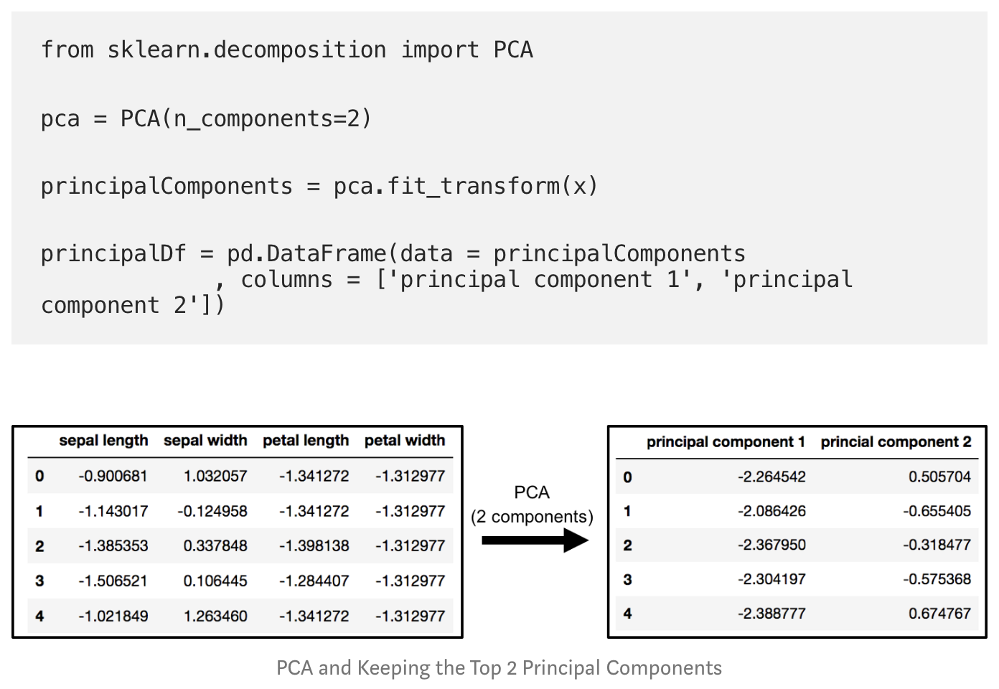 from sklearn.decomposition import PCA
pca = PCA(n_components=2)
principalComponents = pca.fit_transform(x)
principalDf = pd.DataFrame(data = principalComponents
, columns = ['principal component 1', 'principal
component 2'])
sepal length sepal width petal length petal width
0 -0.900681 1.032057 -1.341272 -1.312977
1 -1.143017 -0.124958 -1.341272 -1.312977
2 -1.385353 0.337848 -1.398138 -1.312977
3 -1.506521 0.106445 -1.284407 -1.312977
4 -1.021849 1.263460 -1.341272 -1.312977
PCA
(2 components)
principal component 1 princial component 2
0 -2.264542 0.505704
1 -2.086426 -0.655405
2 -2.367950 -0.318477
3 -2.304197 -0.575368
4 -2.388777 0.674767
PCA and Keeping the Top 2 Principal Components